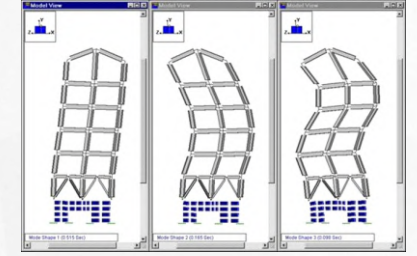 Model View
Model View
Model View
Y
Z
Y
Z
Y
Z
Mode Shape 1 (0.515 Sec)
Mode Shape 2 (0.169 Sec)
Mode Shape 3 (0.098 Sec)